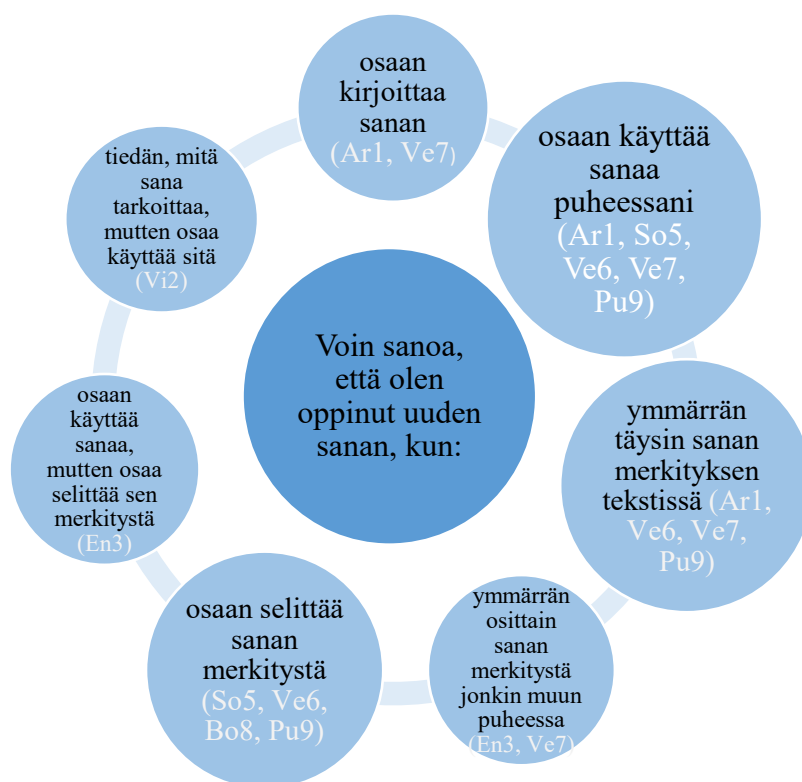 Voin sanoa,
että olen
oppinut uuden
sanan, kun:
osaan
kirjoittaa
sanan
(Ar1, Ve7)
osaan käyttää
sanaa
puheessani
(Ar1, So5,
Ve6, Ve7,
Pu9)
ymmärrän
täysin sanan
merkityksen
tekstissä (Ar1,
Ve6, Ve7,
Pu9)
ymmärrän
osittain
sanan
merkitystä
jonkin muun
puheessa
(En3, Ve7)
osaan selittää
sanan
merkitystä
(So5, Ve6,
Bo8, Pu9)
osaan
käyttää
sanaa,
mutten osaa
selittää sen
merkitystä
(En3)
tiedän, mitä
sana
tarkoittaa,
mutten osaa
käyttää sitä
(Vi2)